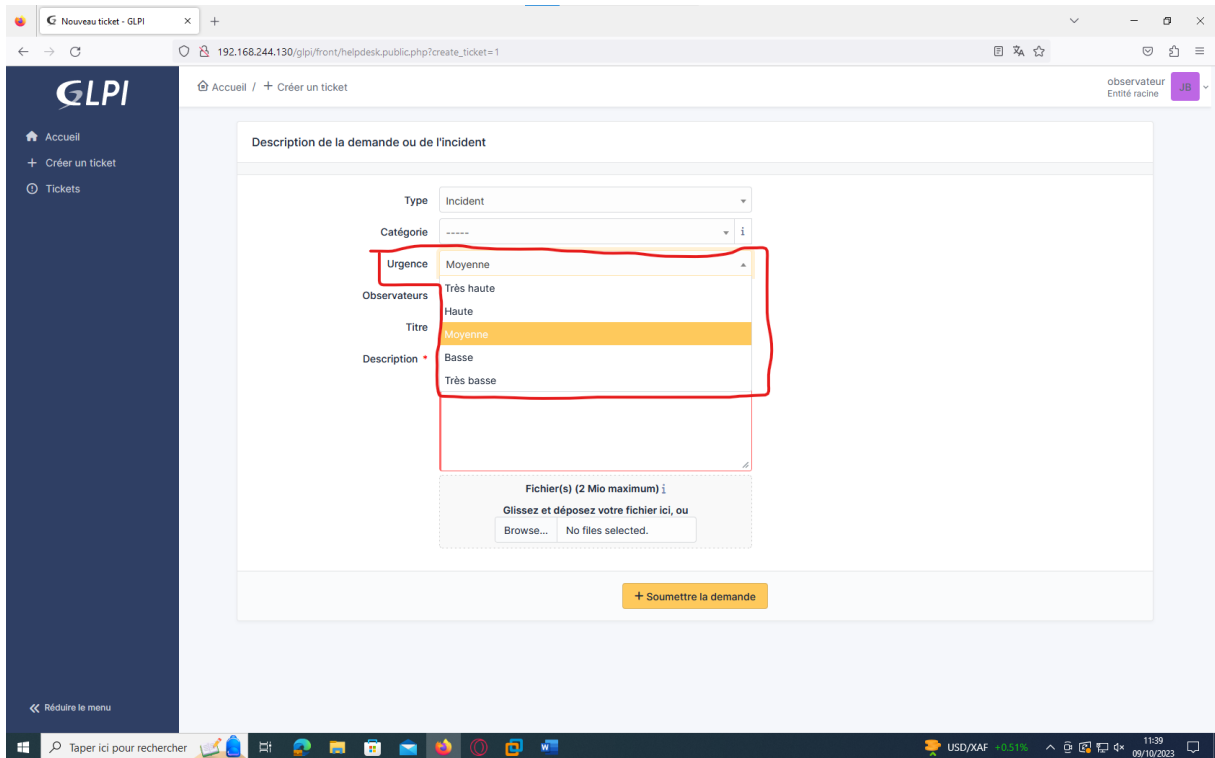 Nouveau ticket - GLPI
192.168.244.130/glpi/front/helpdesk.public.php?create_ticket=1
GLPI
Accueil / + Créer un ticket
observateur
Entité racine
JB
Accueil
+ Créer un ticket
Tickets
Description de la demande ou de l'incident
Type Incident
Catégorie -----
i
Urgence Moyenne
Très haute
Observateurs
Haute
Titre
Moyenne
Description *
Basse
Très basse
Fichier(s) (2 Mio maximum) i
Glissez et déposez votre fichier ici, ou
Browse... No files selected.
+ Soumettre la demande
Réduire le menu
Taper ici pour rechercher
USD/XAF +0.51%
11:39
09/10/2023